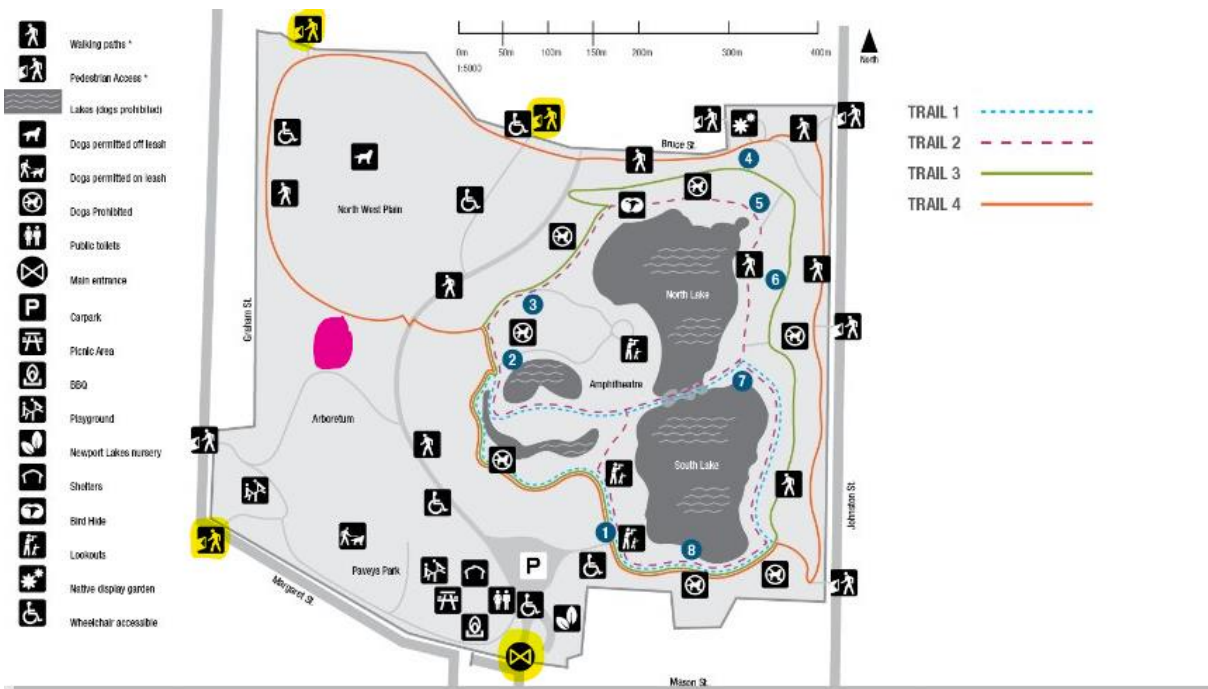 Walking paths *
Pedestrian Access *
Lakes (dogs prohibited)
Dogs permitted off leash
Dogs permitted on leash
Dogs Prohibited
Public toilets
Main entrance
P
Carpark
Picnic Area
BBQ
Playground
Newport Lakes nursery
Shelters
Bird Hide
Lookouts
Native display garden
Wheelchair accessible
0m 50m 100m 200m 300m 400m
1:5000
North
TRAIL 1
TRAIL 2
TRAIL 3
TRAIL 4
Bruce St.
4
North West Plain
5
6
North Lake
3
Graham St.
2
Amphitheatre
7
Arboretum
South Lake
Johnston St.
1
8
P
Paveys Park
Margaret St.
Mason St.